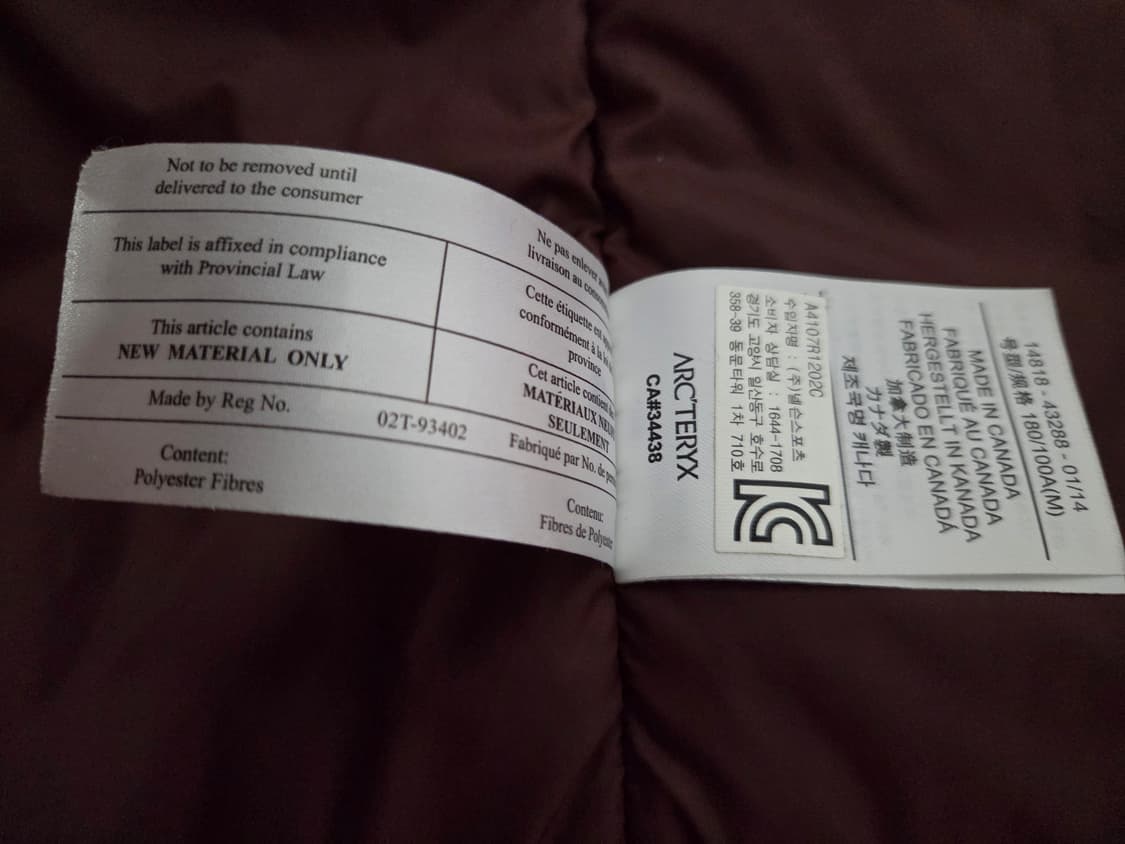 Not to be removed until
delivered to the consumer
This label is affixed in compliance
with Provincial Law
This article contains
NEW MATERIAL ONLY
Made by Reg No.
02T-93402
Content:
Polyester Fibres
Ne pas enlever
livraison au
Cette étiquette
conformément à la
province
Cet article contient
MATÉRIAUX
SEULEMENT
Fabriqué par No. de
Contenu:
Fibres de
14818 - 43288 - 01/14
号型/规格 180/100A(M)
MADE IN CANADA
FABRIQUÉ AU CANADA
HERGESTELLT IN KANADA
FABRICADO EN CANADÁ
加拿大制造
カナダ製
제조국명 캐나다
A4107R1202C
수입자명 : (주)넬슨스포츠
소비자 상담실 : 1644-1708
경기도 고양시 일산동구 호수로
358-39 동문타워 1차 710호
ARC'TERYX
CA#34438